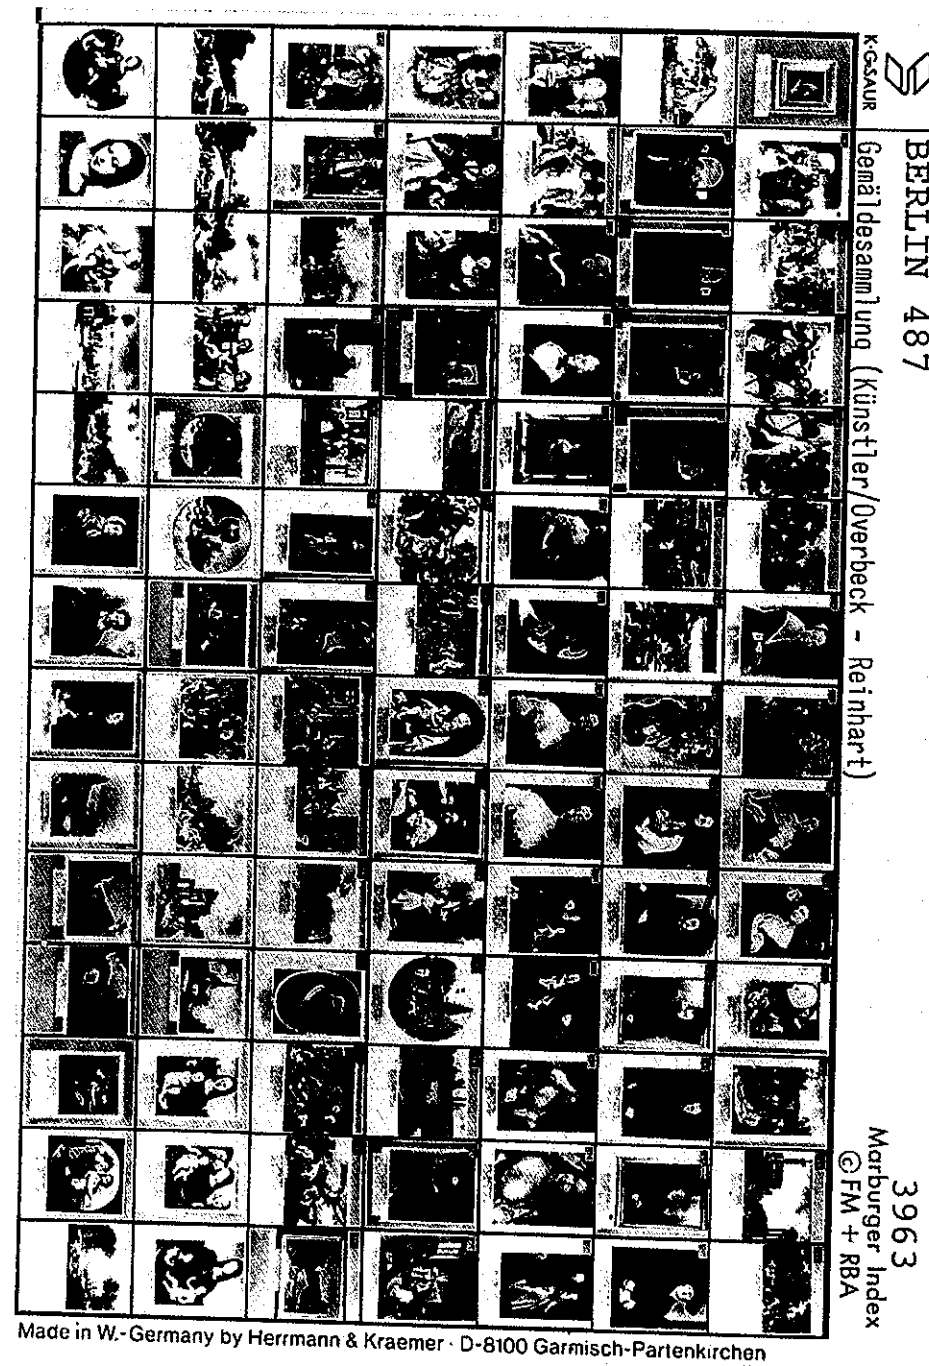 K·G·SAUR
BERLIN 487
3963
Gemäldesammlung (Künstler/Overbeck - Reinhart)
Marburger Index
© FM + RBA
Made in W.-Germany by Herrmann & Kraemer · D-8100 Garmisch-Partenkirchen